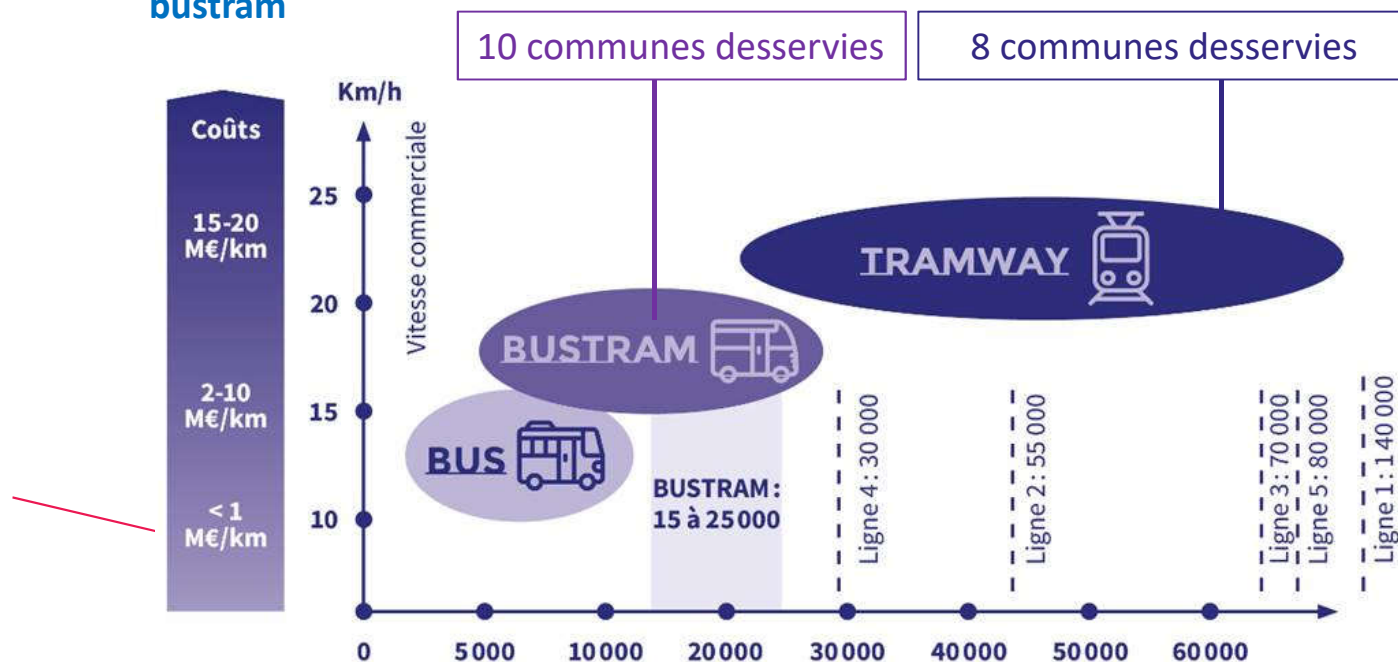 bustram
10 communes desservies
8 communes desservies
Coûts
15-20
M€/km
2-10
M€/km
< 1
M€/km
Km/h
Vitesse commerciale
25
20
15
10
TRAMWAY
BUSTRAM
BUS
BUSTRAM :
15 à 25 000
Ligne 4 : 30 000
Ligne 2 : 55 000
Ligne 3 : 70 000
Ligne 5 : 80 000
Ligne 1 : 140 000
0
5000
10000
20000
30000
40000
50000
60000